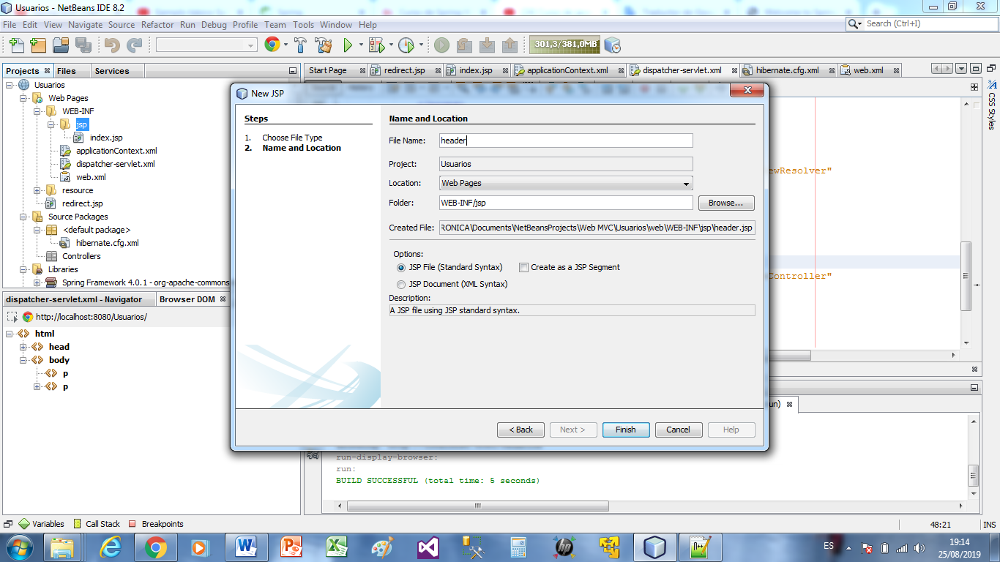 Usuarios - NetBeans IDE 8.2
File Edit View Navigate Source Refactor Run Debug Profile Team Tools Window Help
Search (Ctrl+I)
301,3/381,0MB
Projects Files Services
Start Page redirect.jsp index.jsp applicationContext.xml dispatcher-servlet.xml hibernate.cfg.xml web.xml
Usuarios
Web Pages
WEB-INF
jsp
index.jsp
applicationContext.xml
dispatcher-servlet.xml
web.xml
resource
redirect.jsp
Source Packages
<default package>
hibernate.cfg.xml
Controllers
Libraries
Spring Framework 4.0.1 - org-apache-commons
dispatcher-servlet.xml - Navigator Browser DOM
http://localhost:8080/Usuarios/
html
head
body
p
p
New JSP
Steps
1. Choose File Type
2. Name and Location
Name and Location
File Name: header
Project: Usuarios
Location: Web Pages
Folder: WEB-INF/jsp Browse...
Created File: RONICA\Documents\NetBeansProjects\Web MVC\Usuarios\web\WEB-INF\jsp\header.jsp
Options:
JSP File (Standard Syntax) Create as a JSP Segment
JSP Document (XML Syntax)
Description:
A JSP file using JSP standard syntax.
< Back Next > Finish Cancel Help
ewResolver"
Controller"
CSS Styles
un)
run-display-browser:
run:
BUILD SUCCESSFUL (total time: 5 seconds)
Variables Call Stack Breakpoints
48:21 INS
ES
19:14
25/08/2019